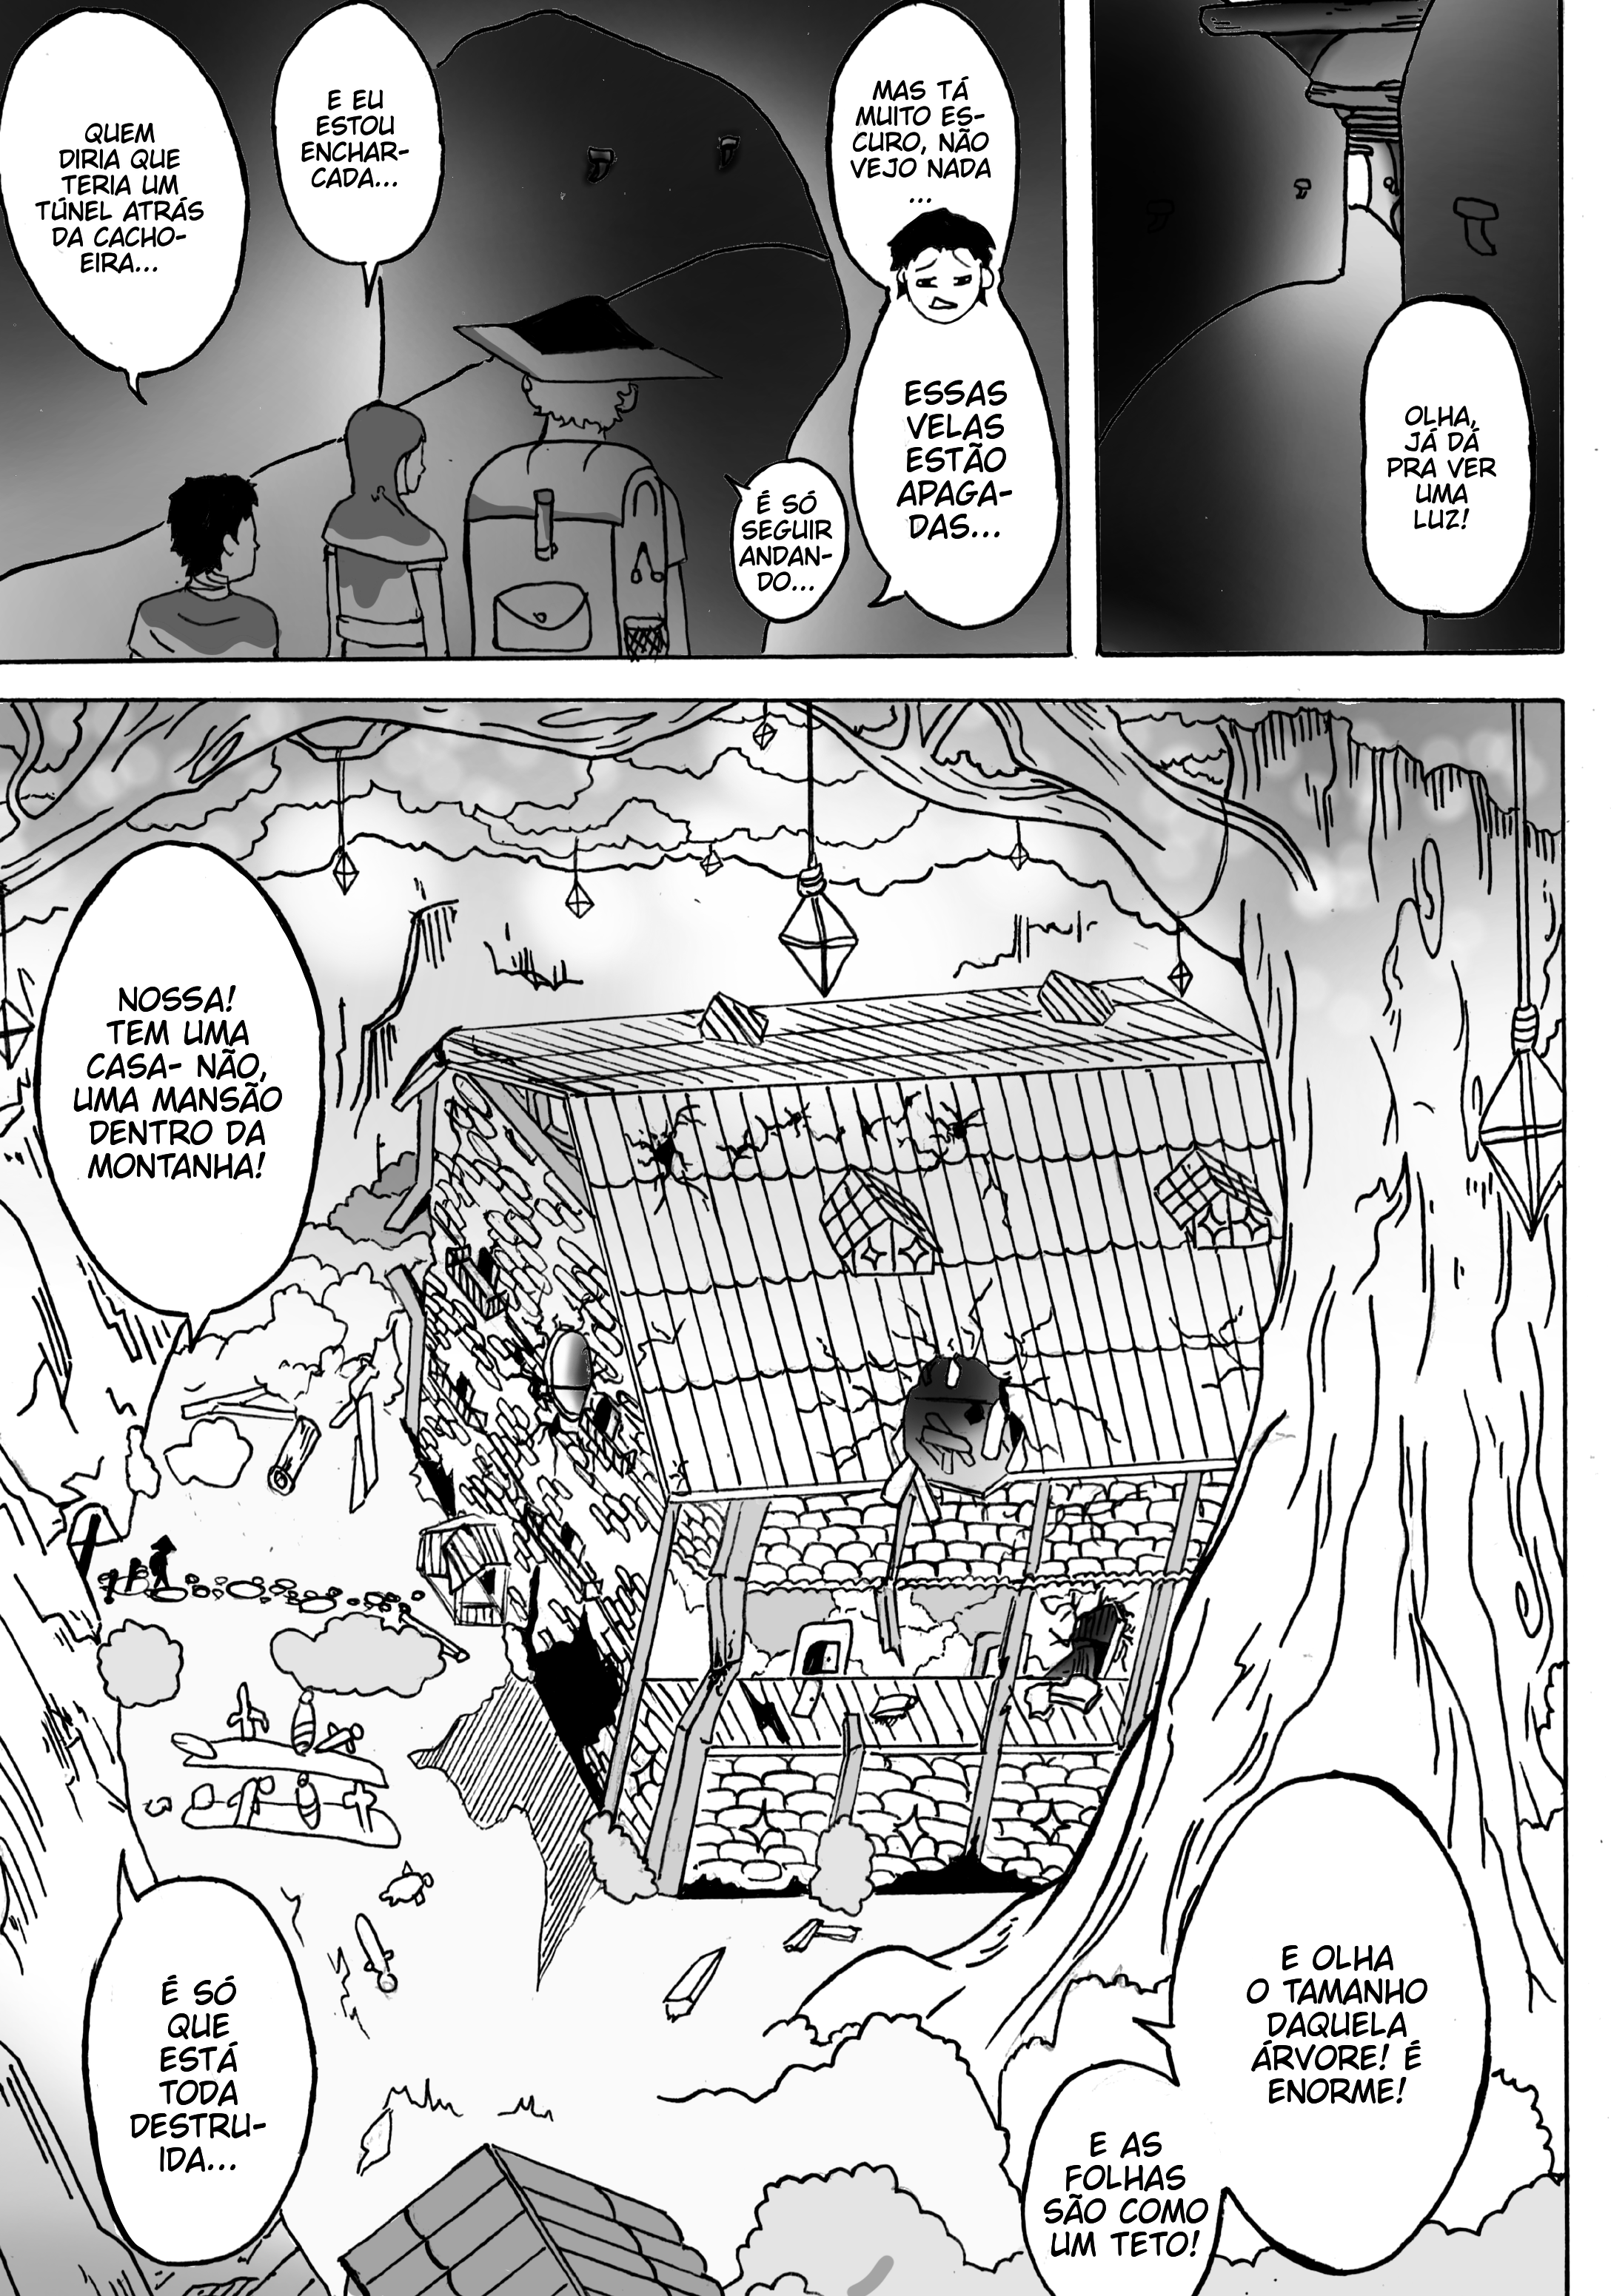 QUEM
DIRIA QUE
TERIA UM
TÚNEL ATRÁS
DA CACHO-
EIRA...
E EU
ESTOU
ENCHAR-
CADA...
MAS TÁ
MUITO ES-
CURO, NÃO
VEJO NADA
...
ESSAS
VELAS
ESTÃO
APAGA-
DAS...
É SÓ
SEGUIR
ANDAN-
DO...
OLHA,
JÁ DÁ
PRA VER
UMA
LUZ!
NOSSA!
TEM UMA
CASA- NÃO,
UMA MANSÃO
DENTRO DA
MONTANHA!
É SÓ
QUE
ESTÁ
TODA
DESTRU-
IDA...
E OLHA
O TAMANHO
DAQUELA
ÁRVORE! É
ENORME!
E AS
FOLHAS
SÃO COMO
UM TETO!